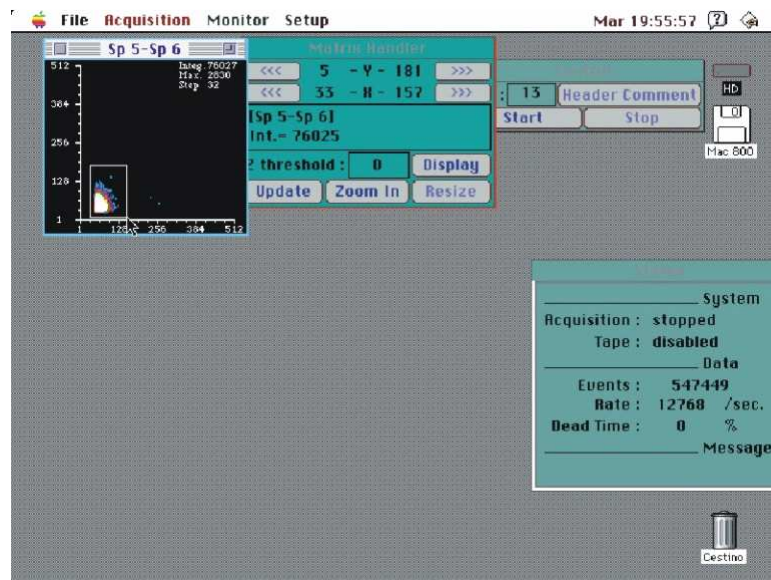 File Acquisition Monitor Setup Mar 19:55:57
Sp 5-Sp 6
512
384
256
128
1
128 256 384 512
Integ. 76027
Max. 2830
Step 32
Matrix Handler
<<< 5 - Y - 181 >>>
<<< 33 - X - 157 >>>
[Sp 5-Sp 6]
Int.= 76025
threshold : 0 Display
Update Zoom In Resize
: 13 Header Comment
Start Stop
HD
Mac 800
System
Acquisition : stopped
Tape : disabled
Data
Events : 547449
Rate : 12768 /sec.
Dead Time : 0 %
Message
Cestino